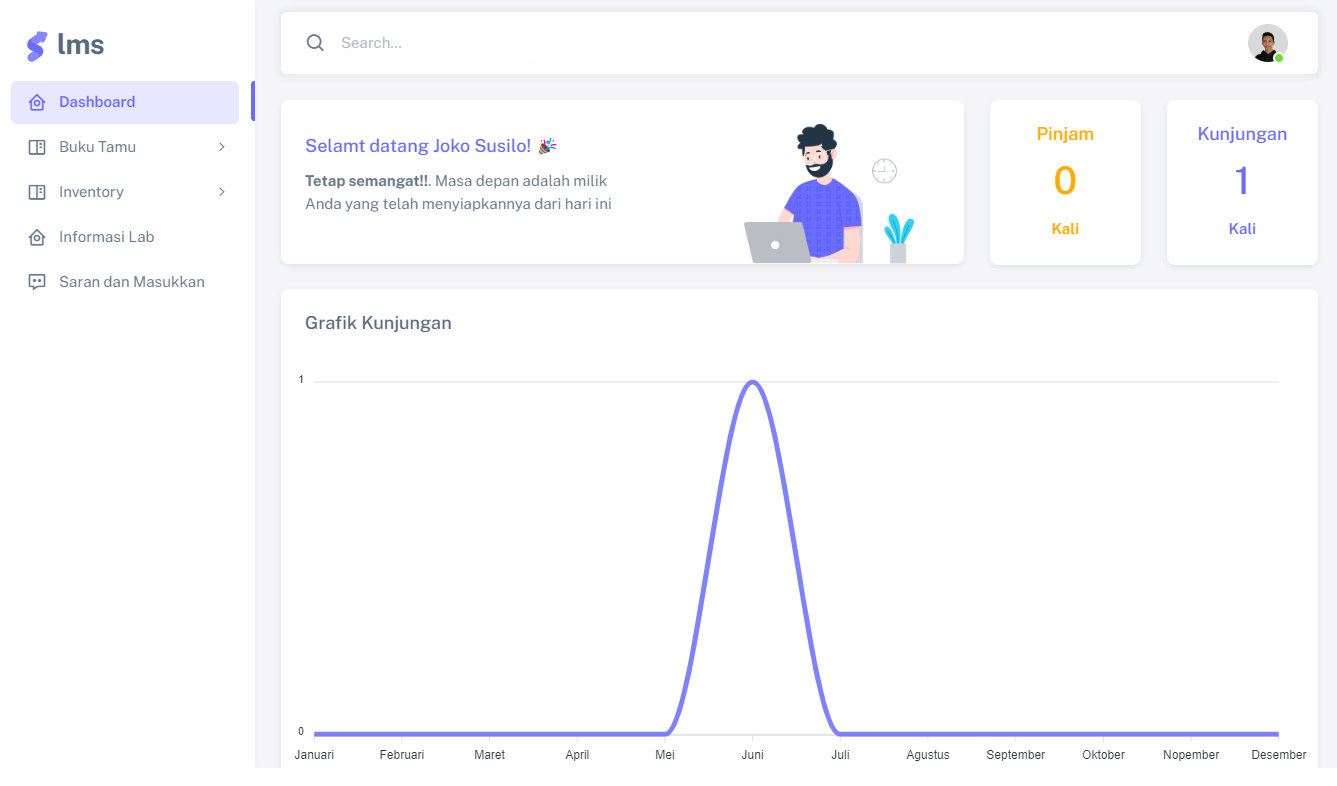 lms
Dashboard
Buku Tamu
Inventory
Informasi Lab
Saran dan Masukkan
Search...
Selamt datang Joko Susilo! 🎉
Tetap semangat!!. Masa depan adalah milik
Anda yang telah menyiapkannya dari hari ini
Pinjam
0
Kali
Kunjungan
1
Kali
Grafik Kunjungan
1
0
Januari Februari Maret April Mei Juni Juli Agustus September Oktober Nopember Desember